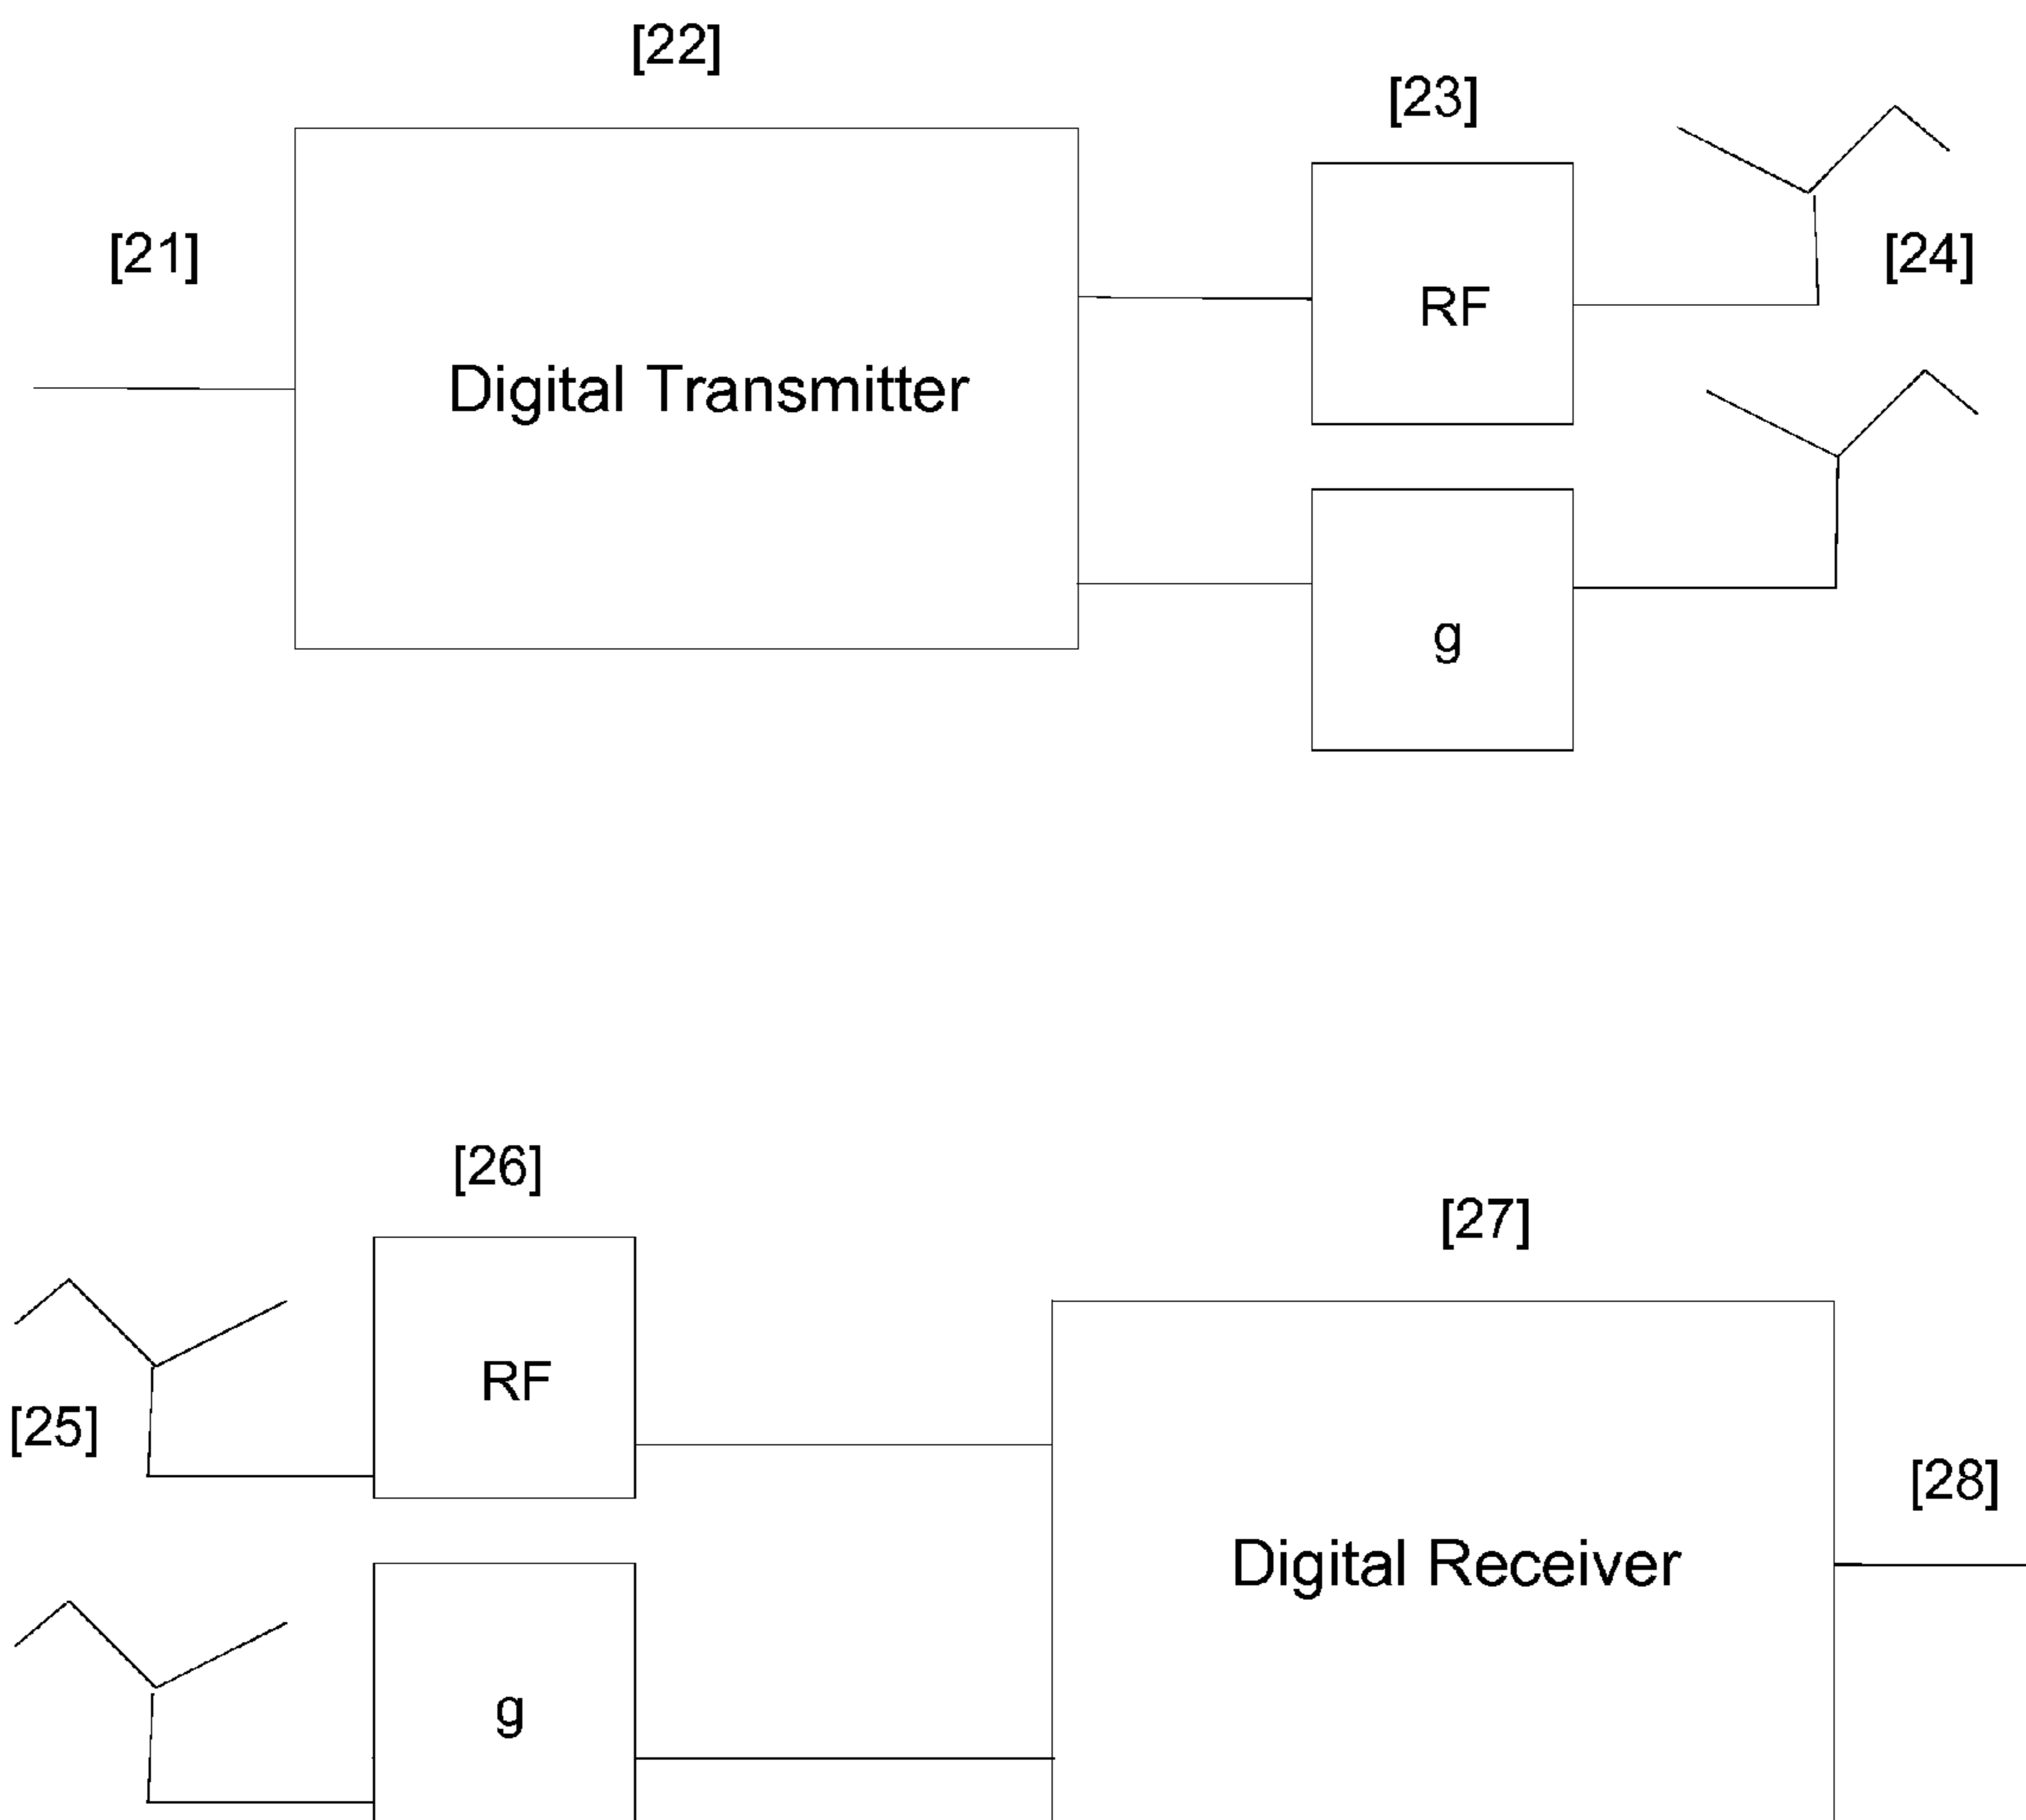 [22]
[23]
[21]
[24]
RF
Digital Transmitter
g
[26]
[27]
RF
[25]
[28]
Digital Receiver
g